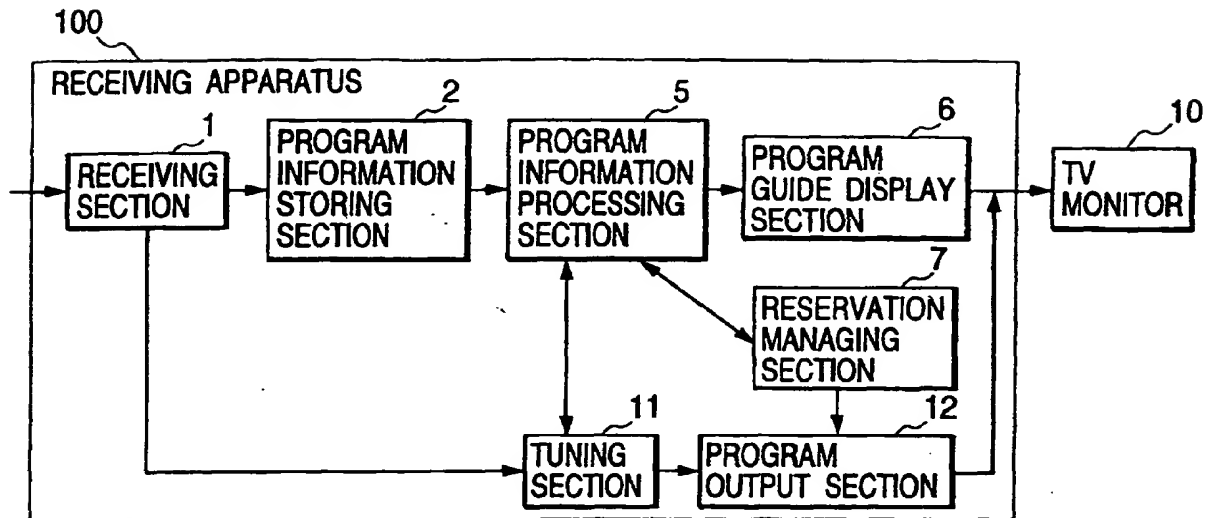 100
RECEIVING APPARATUS
1
RECEIVING
SECTION
2
PROGRAM
INFORMATION
STORING
SECTION
5
PROGRAM
INFORMATION
PROCESSING
SECTION
6
PROGRAM
GUIDE DISPLAY
SECTION
10
TV
MONITOR
7
RESERVATION
MANAGING
SECTION
11
TUNING
SECTION
12
PROGRAM
OUTPUT SECTION